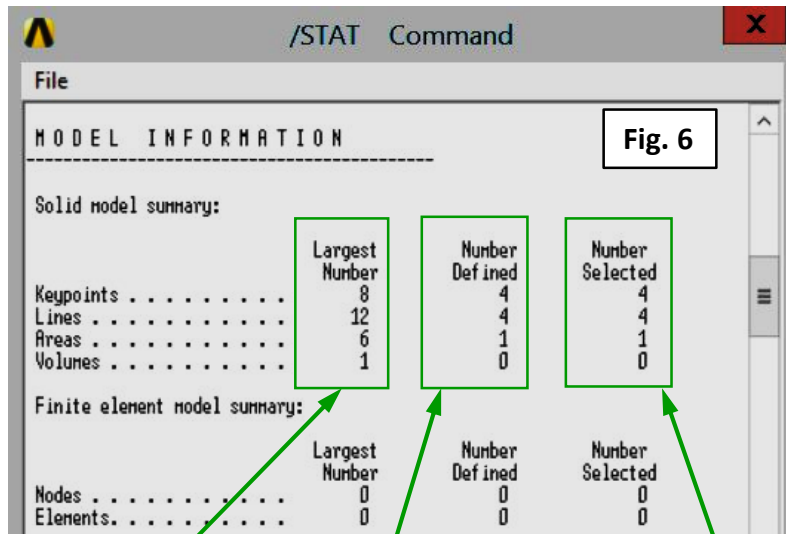 /STAT Command
X
File
MODEL INFORMATION
Fig. 6
Solid model summary:
Largest Number Number
Number Defined Selected
Keypoints . . . . . . . . . . 8 4 4
Lines . . . . . . . . . . . . 12 4 4
Areas . . . . . . . . . . . . 6 1 1
Volumes . . . . . . . . . . . 1 0 0
Finite element model summary:
Largest Number Number
Number Defined Selected
Nodes . . . . . . . . . . . . 0 0 0
Elements. . . . . . . . . . . 0 0 0